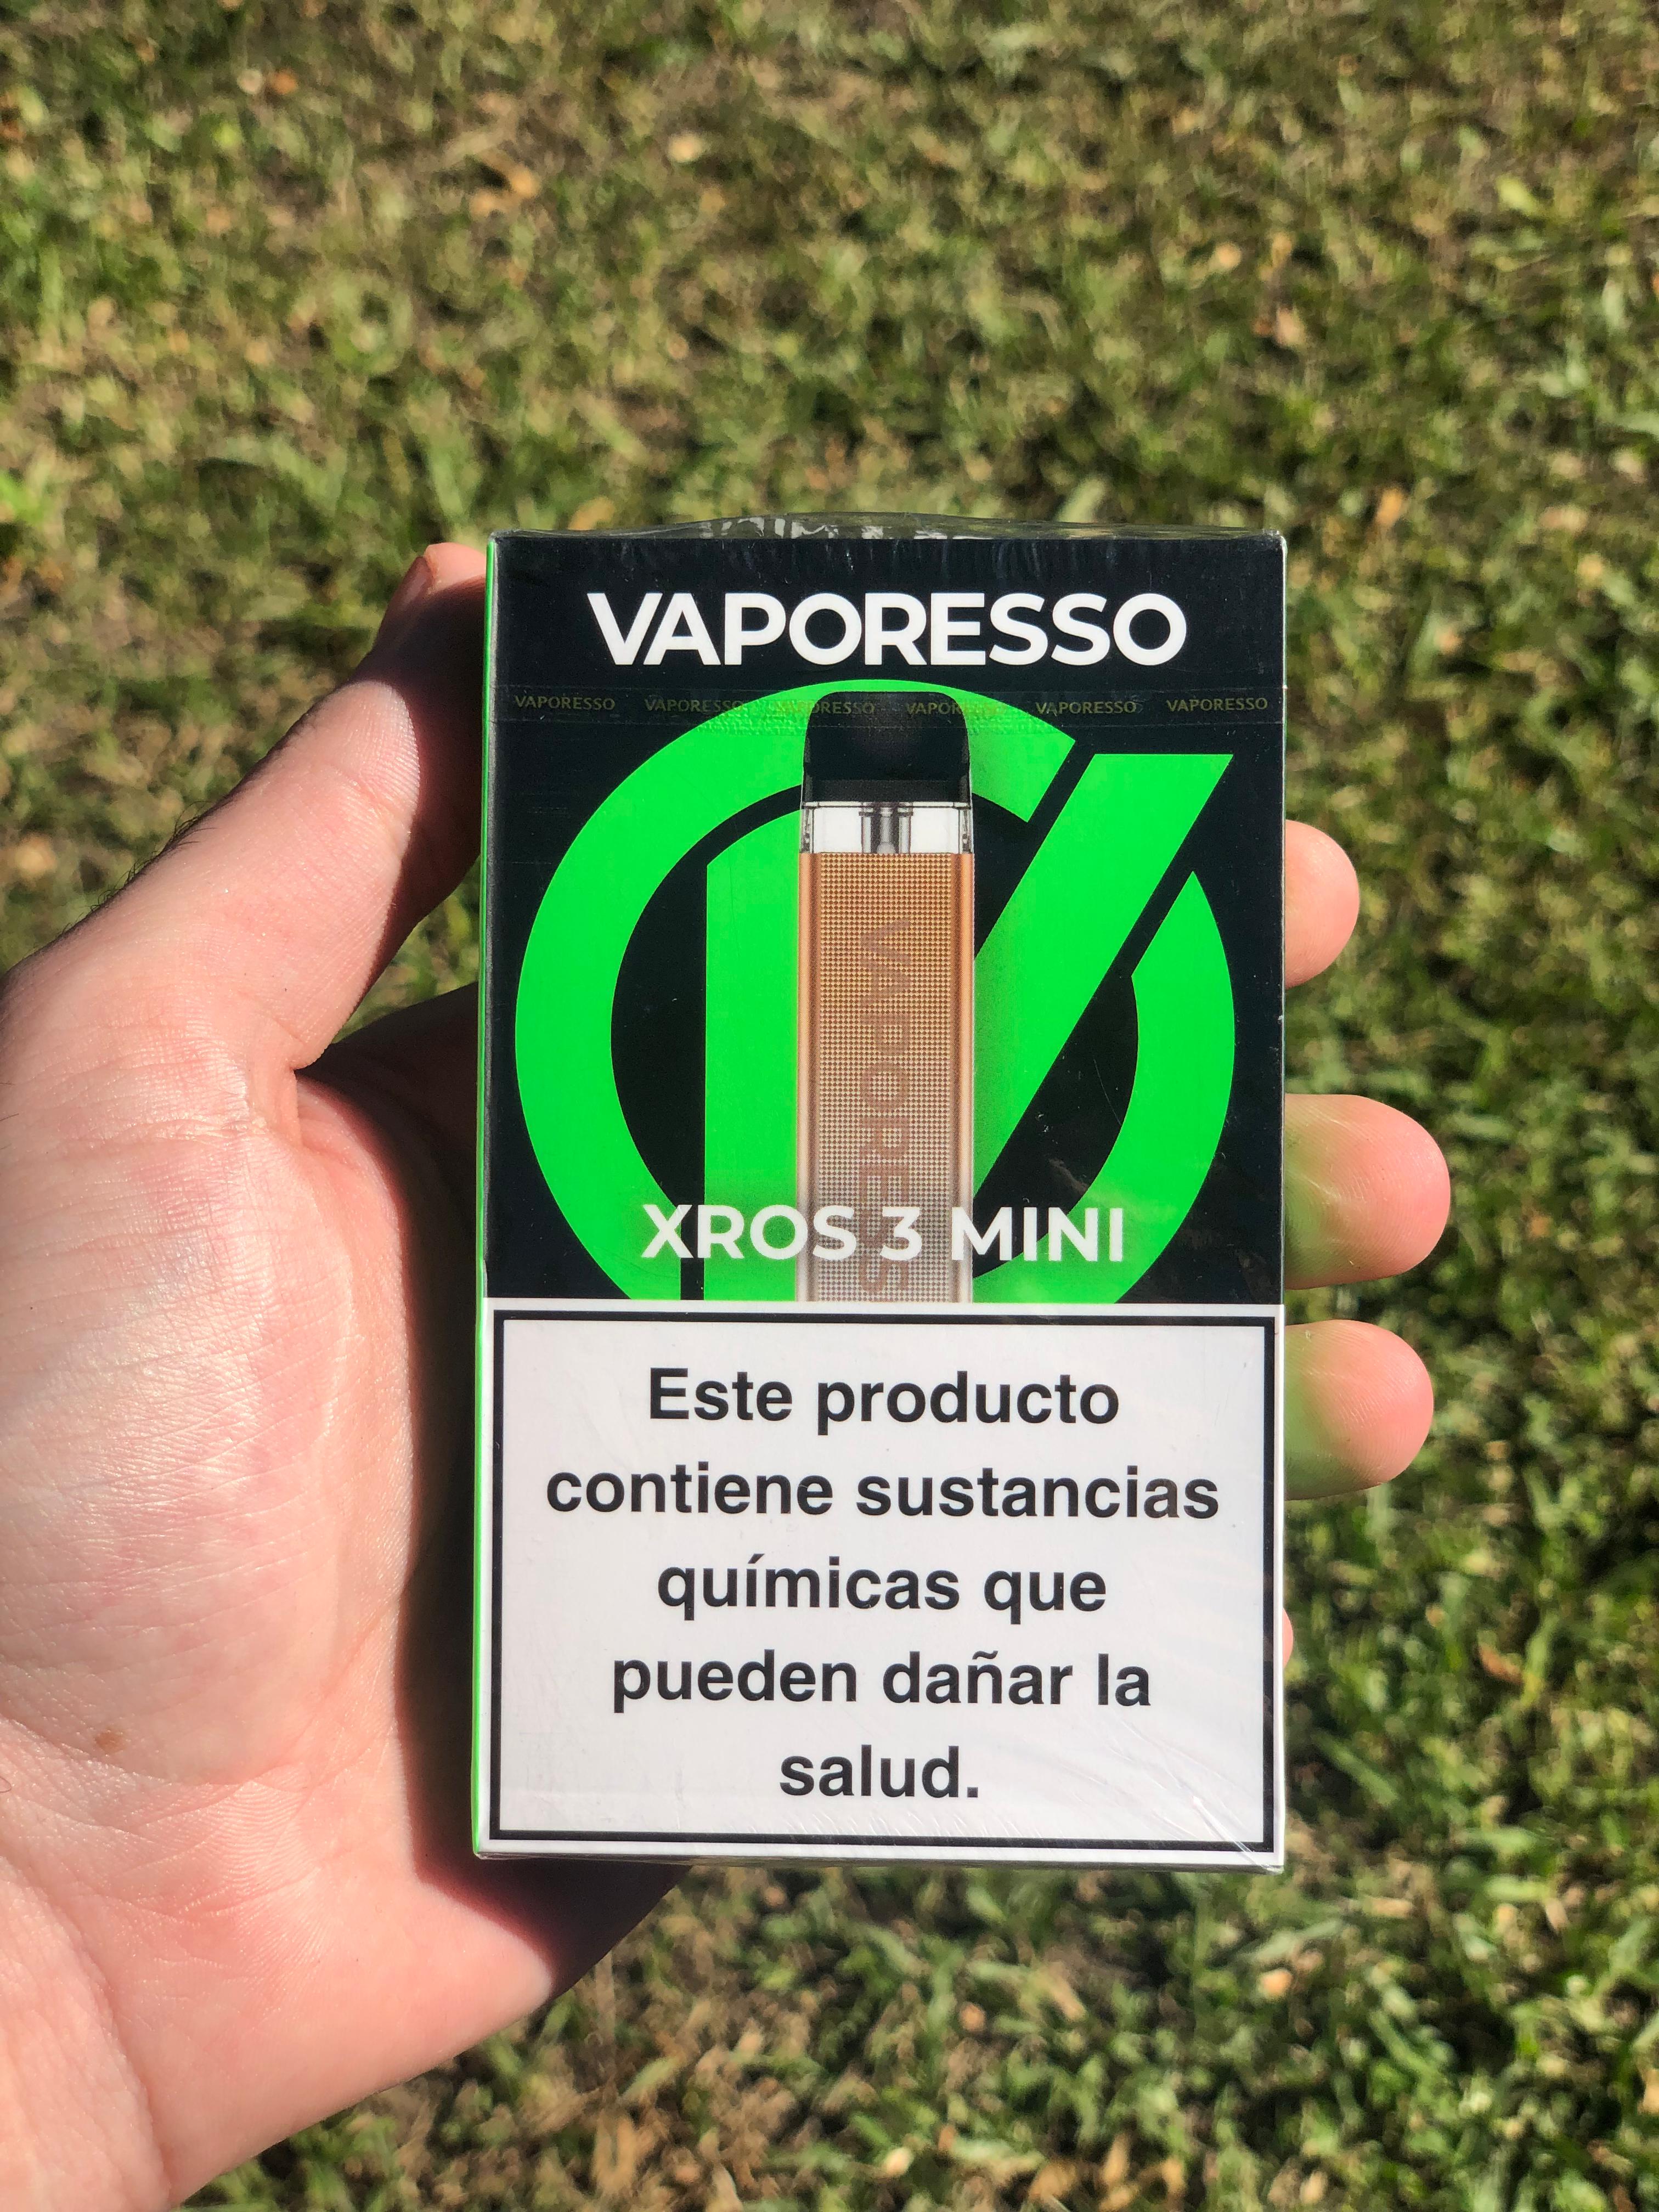 VAPORESSO
VAPORESSO VAPORESSO VAPORESSO VAPORESSO VAPORESSO VAPORESSO
VAPORESSO
XROS 3 MINI
Este producto
contiene sustancias
químicas que
pueden dañar la
salud.